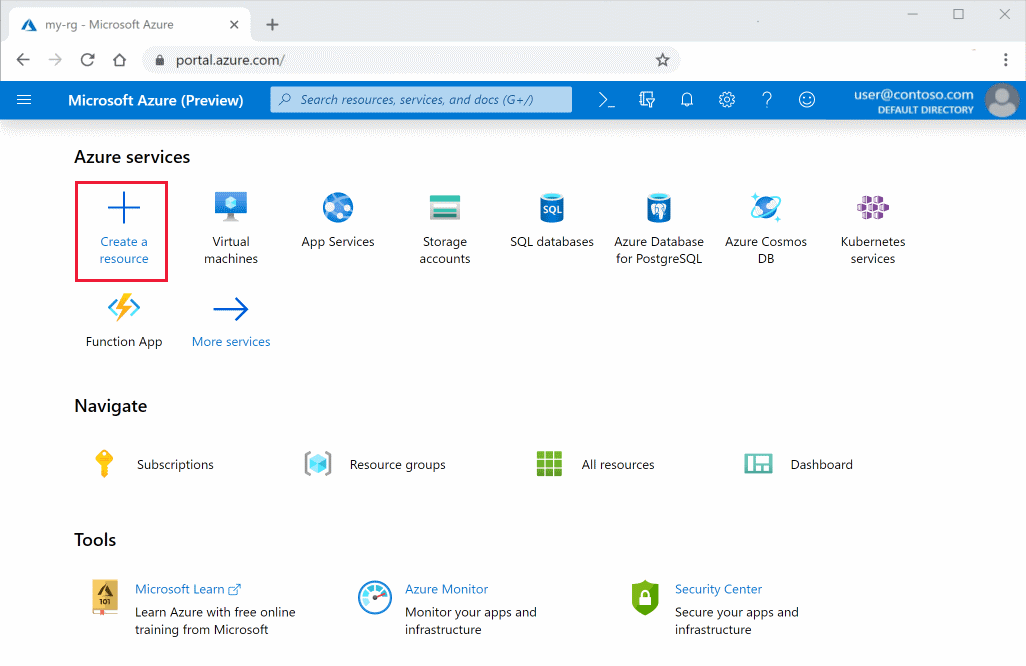 my-rg - Microsoft Azure
portal.azure.com/
Microsoft Azure (Preview)
Search resources, services, and docs (G+/)
user@contoso.com
DEFAULT DIRECTORY
Azure services
Create a
resource
Virtual
machines
App Services
Storage
accounts
SQL
SQL databases
Azure Database
for PostgreSQL
Azure Cosmos
DB
Kubernetes
services
Function App
More services
Navigate
Subscriptions
Resource groups
All resources
Dashboard
Tools
101
Microsoft Learn
Learn Azure with free online
training from Microsoft
Azure Monitor
Monitor your apps and
infrastructure
Security Center
Secure your apps and
infrastructure